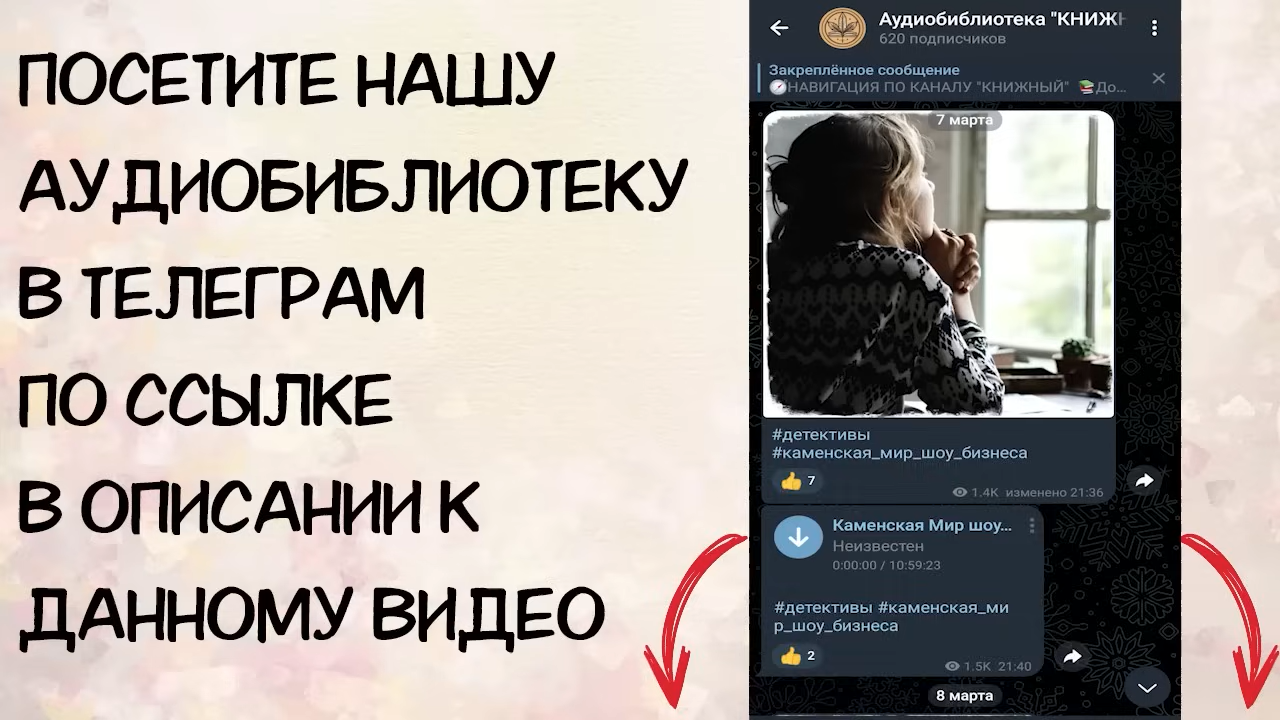 ПОСЕТИТЕ НАШУ
АУДИОБИБЛИОТЕКУ
В ТЕЛЕГРАМ
ПО ССЫЛКЕ
В ОПИСАНИИ К
ДАННОМУ ВИДЕО
Аудиобиблиотека "КНИЖН
620 подписчиков
Закреплённое сообщение
НАВИГАЦИЯ ПО КАНАЛУ "КНИЖНЫЙ" До...
7 марта
#детективы
#каменская_мир_шоу_бизнеса
7
1.4K изменено 21:36
Каменская Мир шоу...
Неизвестен
0:00:00 / 10:59:23
#детективы #каменская_ми
р_шоу_бизнеса
2
1.5K 21:40
8 марта